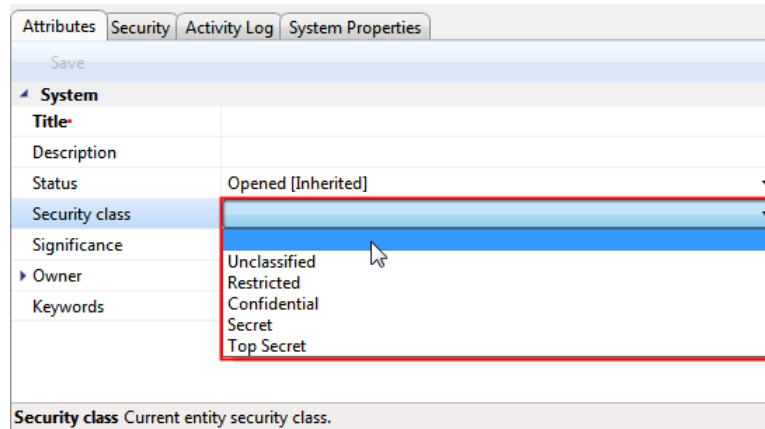 Attributes Security Activity Log System Properties
Save
System
Title•
Description
Status Opened [Inherited]
Security class
Significance
Unclassified
Owner
Restricted
Keywords
Confidential
Secret
Top Secret
Security class Current entity security class.